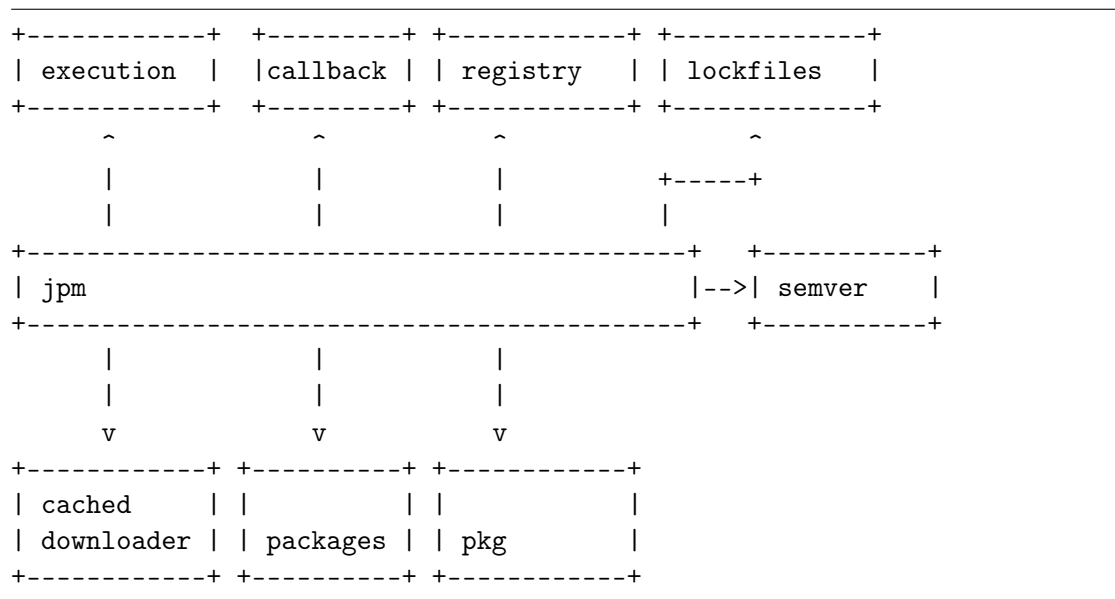 +------------+ +---------+ +------------+ +-------------+
| execution | |callback | | registry | | lockfiles |
+------------+ +---------+ +------------+ +-------------+
^ ^ ^ ^
| | | +-----+
| | | |
+--------------------------------------------+ +-----------+
| jpm |-->| semver |
+--------------------------------------------+ +-----------+
| | |
| | |
v v v
+------------+ +----------+ +------------+
| cached | | | | |
| downloader | | packages | | pkg |
+------------+ +----------+ +------------+